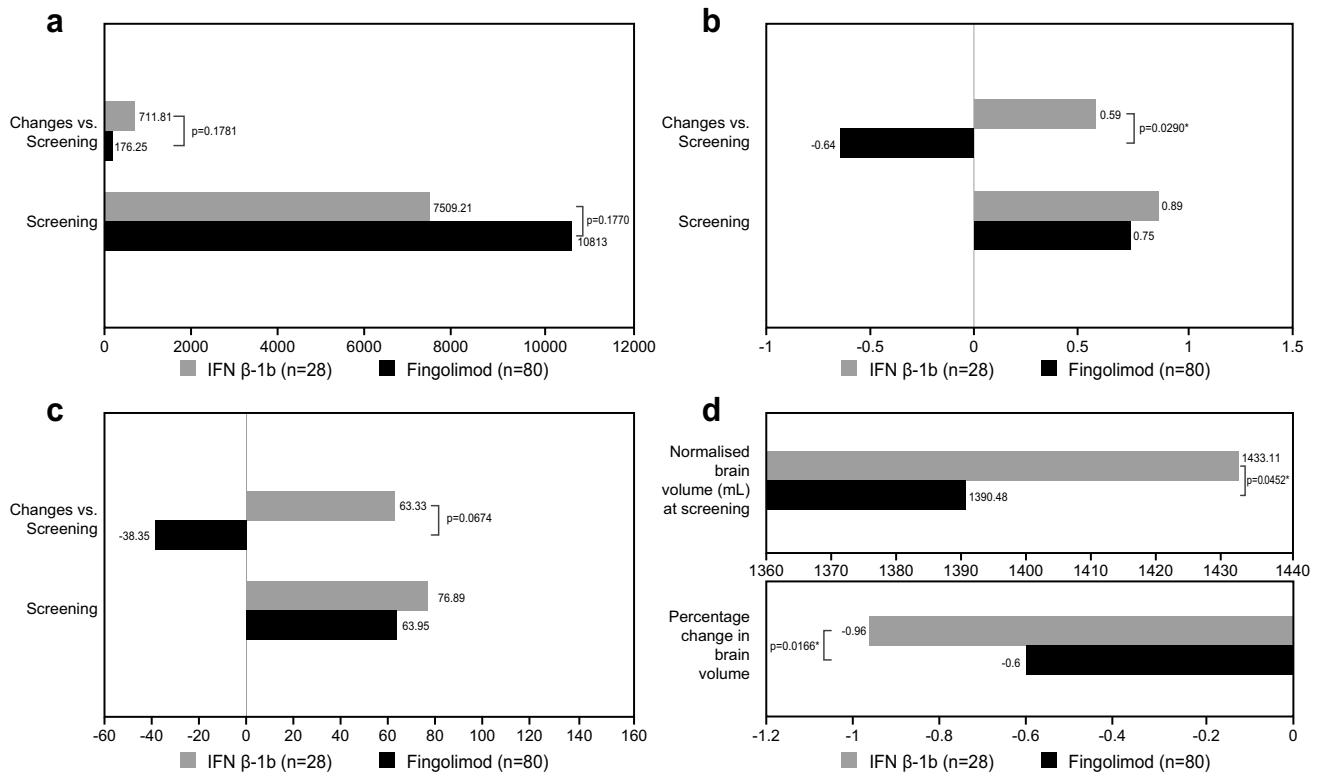 a
Changes vs.
Screening
711.81
176.25
p=0.1781
Screening
7509.21
10813
p=0.1770
0 2000 4000 6000 8000 10000 12000
IFN β-1b (n=28) Fingolimod (n=80)
b
Changes vs.
Screening
0.59
-0.64
p=0.0290*
Screening
0.89
0.75
-1 -0.5 0 0.5 1 1.5
IFN β-1b (n=28) Fingolimod (n=80)
c
Changes vs.
Screening
63.33
-38.35
p=0.0674
Screening
76.89
63.95
-60 -40 -20 0 20 40 60 80 100 120 140 160
IFN β-1b (n=28) Fingolimod (n=80)
d
Normalised
brain
volume (mL)
at screening
1433.11
1390.48
p=0.0452*
1360 1370 1380 1390 1400 1410 1420 1430 1440
Percentage
change in
brain
volume
-0.96
-0.6
p=0.0166*
-1.2 -1 -0.8 -0.6 -0.4 -0.2 0
IFN β-1b (n=28) Fingolimod (n=80)